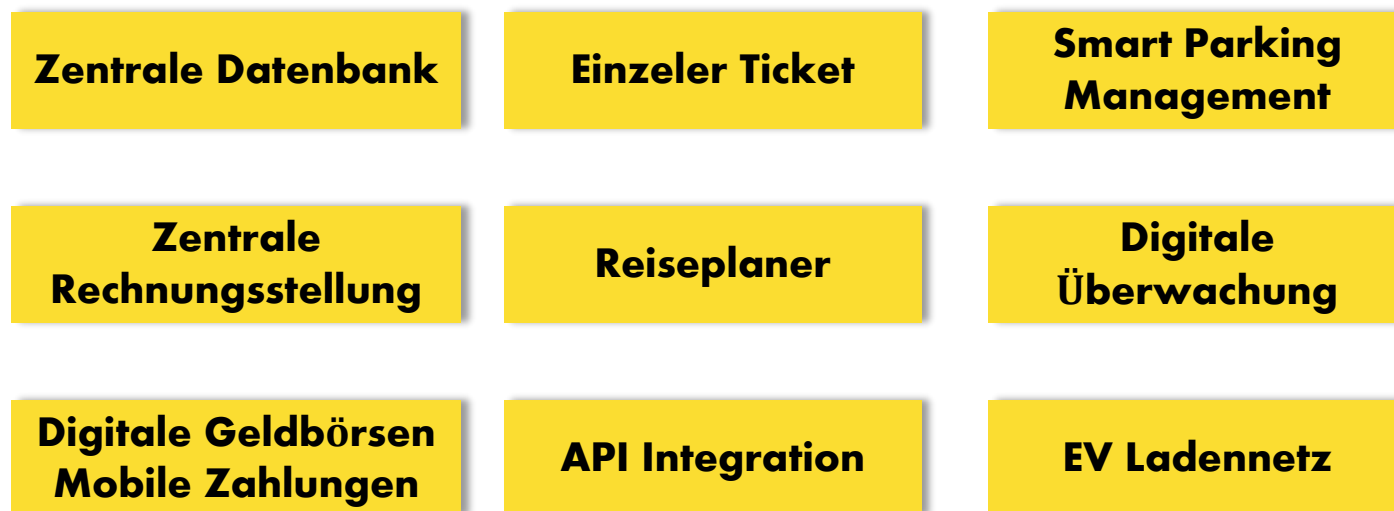 Zentrale Datenbank
Einzeler Ticket
Smart Parking
Management
Zentrale
Rechnungsstellung
Reiseplaner
Digitale
Überwachung
Digitale Geldbörsen
Mobile Zahlungen
API Integration
EV Ladennetz